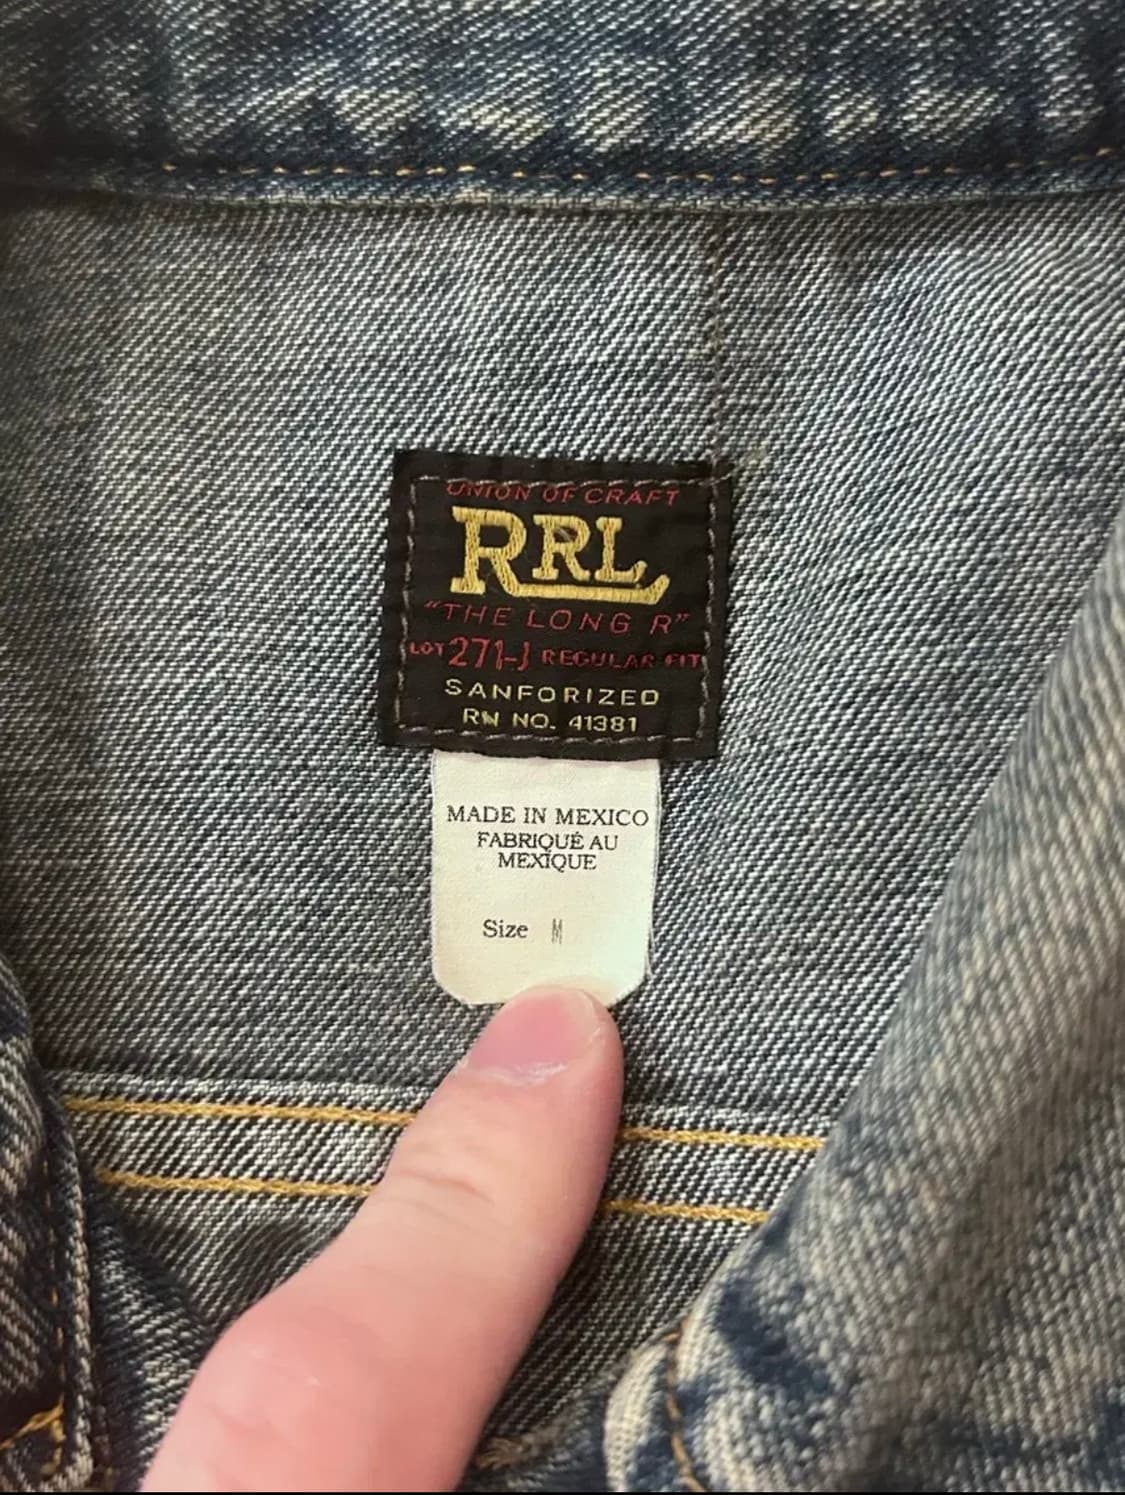 UNION OF CRAFT
RRL
"THE LONG R"
LOT 271-J REGULAR FIT
SANFORIZED
RN NO. 41381
MADE IN MEXICO
FABRIQUÉ AU
MEXIQUE
Size M